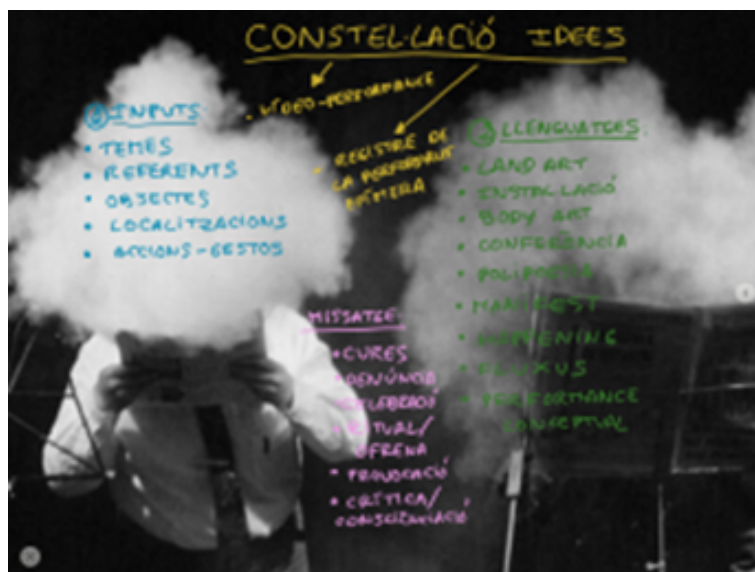 CONSTEL·LACIÓ IDEES
• VÍDEO-PERFORMANCE
• REGISTRE DE
LA PERFORMANCE
EFÍMERA
INPUTS:
• TEMES
• REFERENTS
• OBJECTES
• LOCALITZACIONS
• ACCIONS-GESTOS
② LLENGUATGES:
• LAND ART
• INSTAL·LACIÓ
• BODY ART
• CONFERÈNCIA
• POLIPOESIA
• MANIFEST
• HAPPENING
• FLUXUS
• PERFORMANCE
CONCEPTUAL
MISSATGE:
• CURES
• DENÚNCIA
• CELEBRACIÓ
• RITUAL/
OFRENA
• PROVOCACIÓ
• CRÍTICA/
CONSCIENCIACIÓ